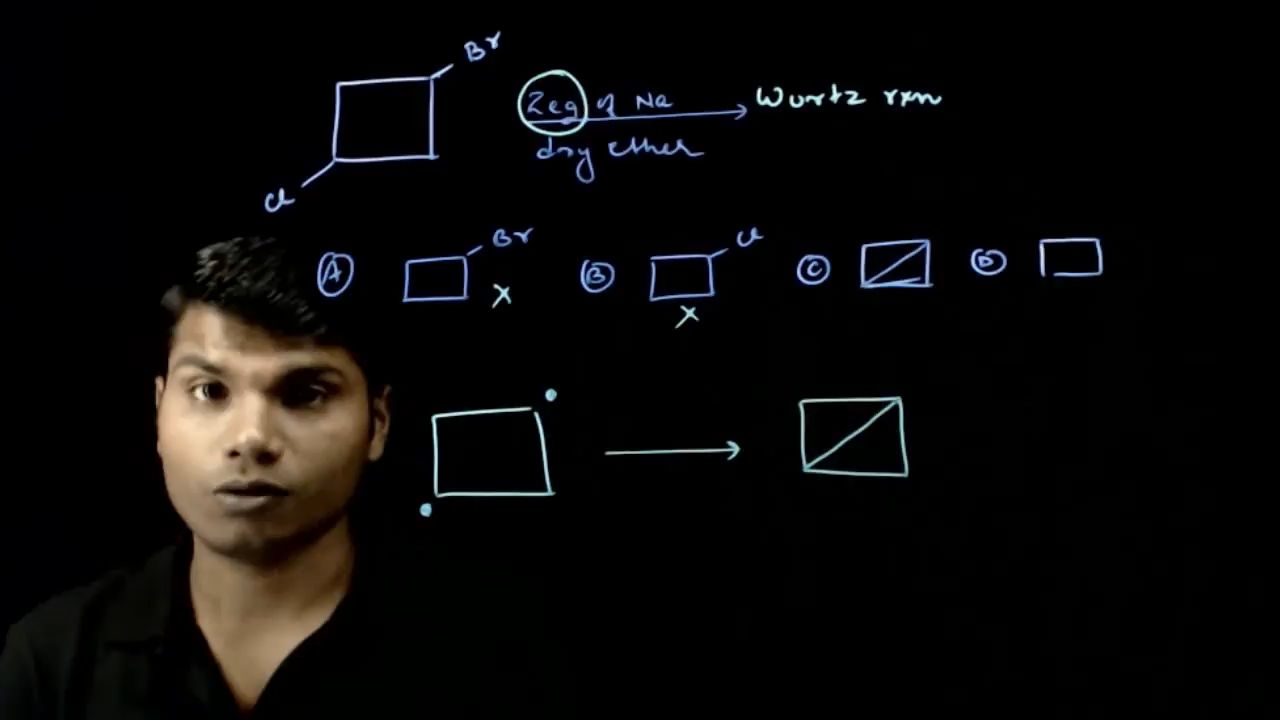 Br
2eq of Na
Wurtz rxn
dry ether
Cl
A
Br
X
B
Cl
X
C
D